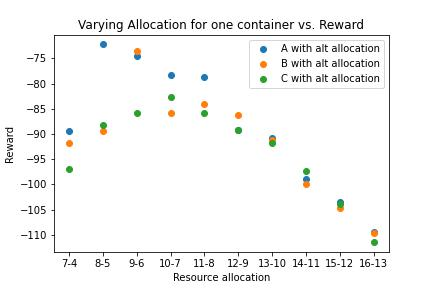 Varying Allocation for one container vs. Reward
A with alt allocation
B with alt allocation
C with alt allocation
−75
−80
−85
−90
−95
−100
−105
−110
Reward
7-4 8-5 9-6 10-7 11-8 12-9 13-10 14-11 15-12 16-13
Resource allocation